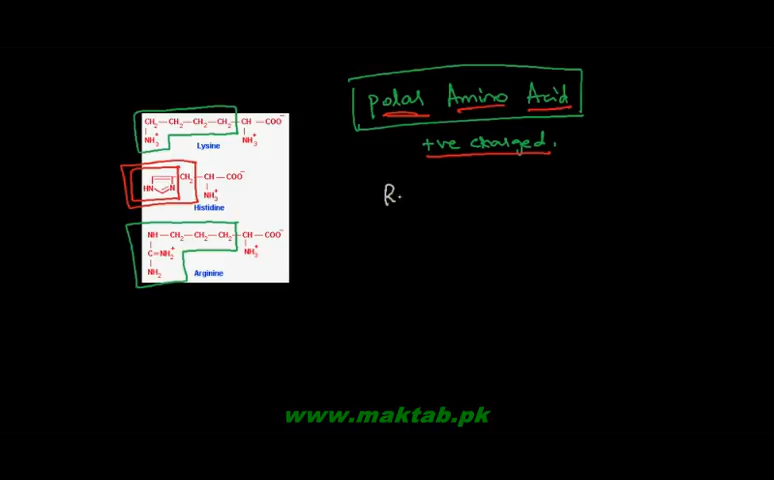 polar Amino Acid
+ve charged.
R.
CH2—CH2—CH2—CH2—CH—COO-
NH3+ NH3+
Lysine
HN N CH2—CH—COO-
NH3+
Histidine
NH—CH2—CH2—CH2—CH—COO-
C=NH2+ NH3+
NH2
Arginine
www.maktab.pk